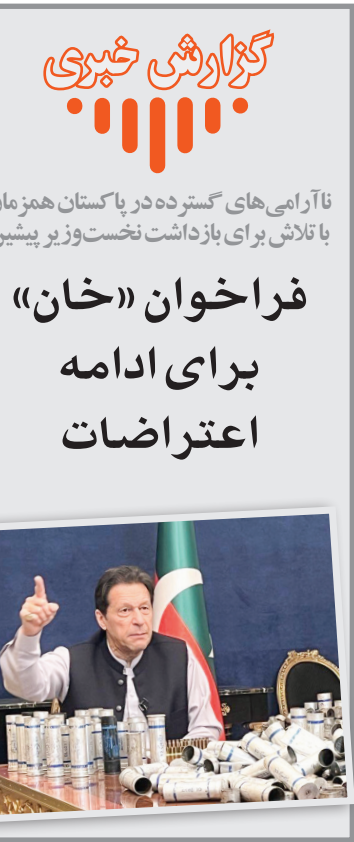 گزارش خبری
ناآرامی‌های گسترده در پاکستان همزمان
با تلاش برای بازداشت نخست‌وزیر پیشین
فراخوان «خان»
برای ادامه
اعتراضات